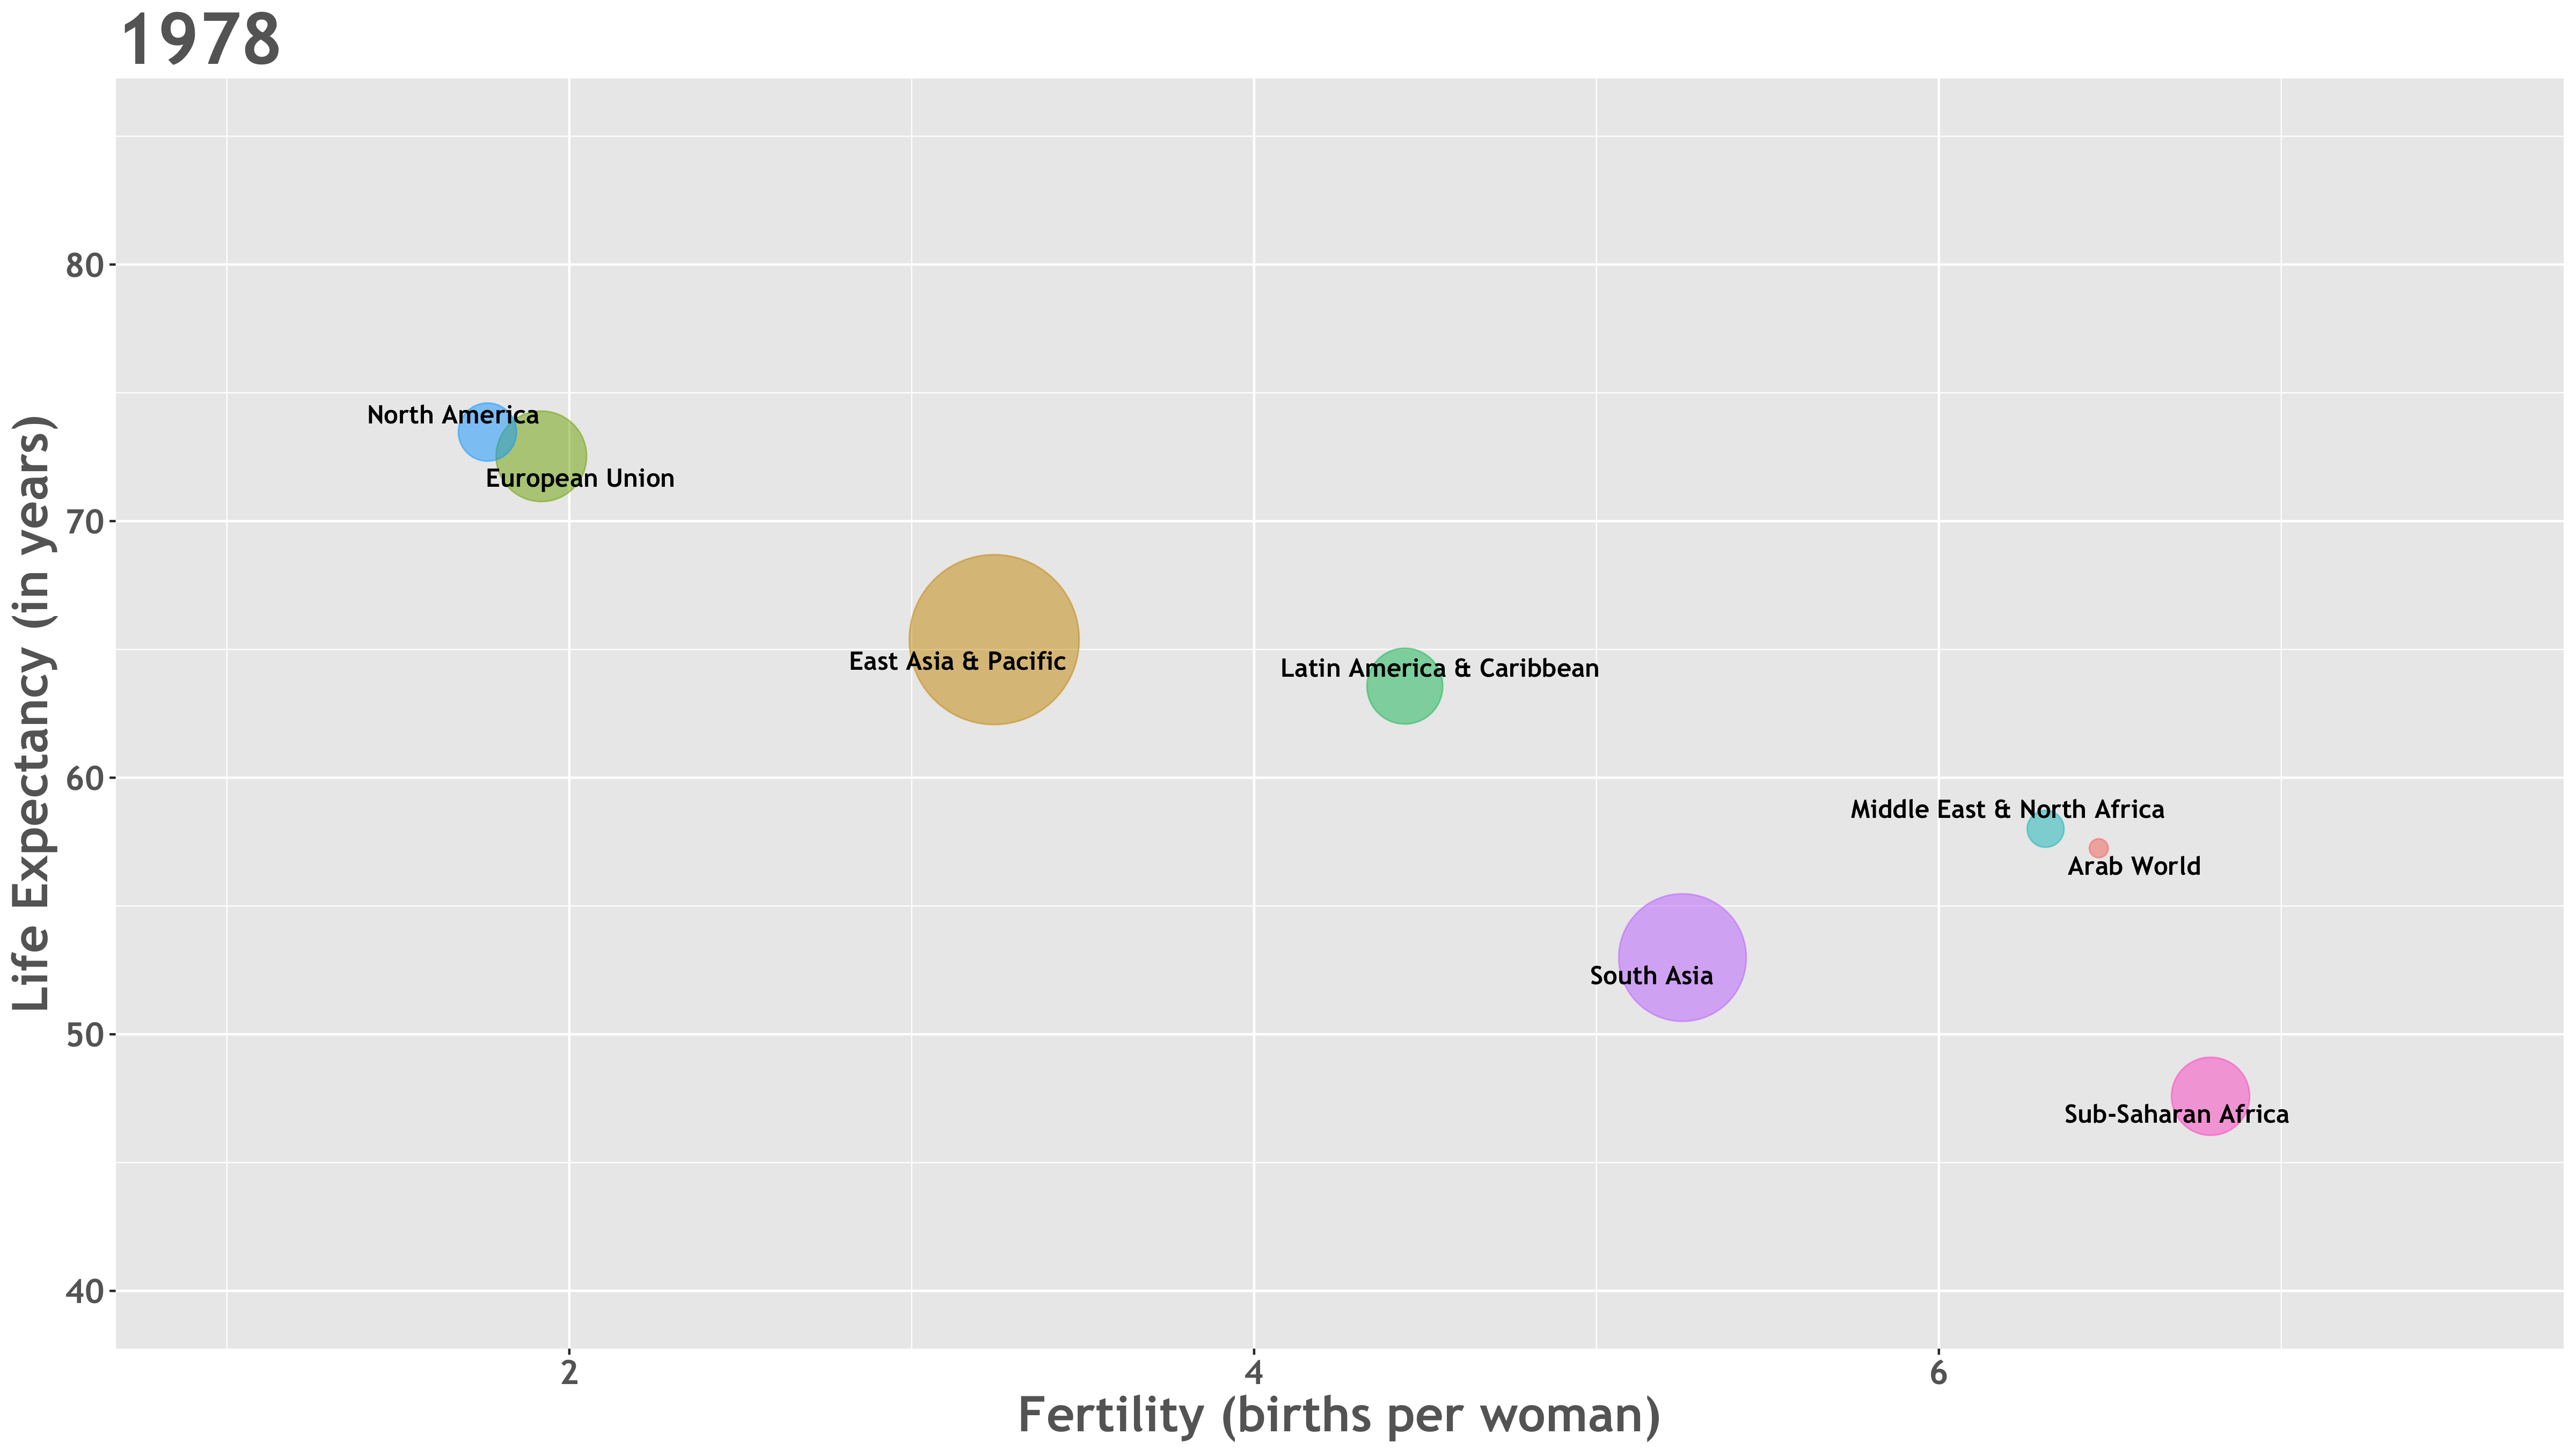 1978
Life Expectancy (in years)
80
70
60
50
40
North America
European Union
East Asia & Pacific
Latin America & Caribbean
Middle East & North Africa
Arab World
South Asia
Sub-Saharan Africa
2 4 6
Fertility (births per woman)